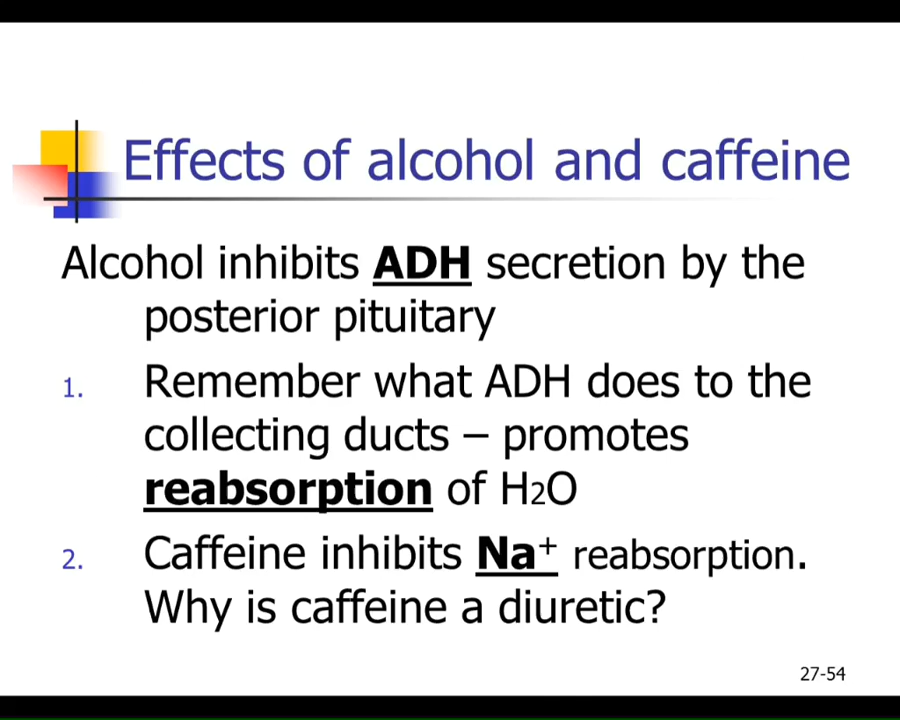 Effects of alcohol and caffeine
Alcohol inhibits ADH secretion by the
posterior pituitary
1. Remember what ADH does to the
collecting ducts – promotes
reabsorption of H2O
2. Caffeine inhibits Na⁺ reabsorption.
Why is caffeine a diuretic?
27-54